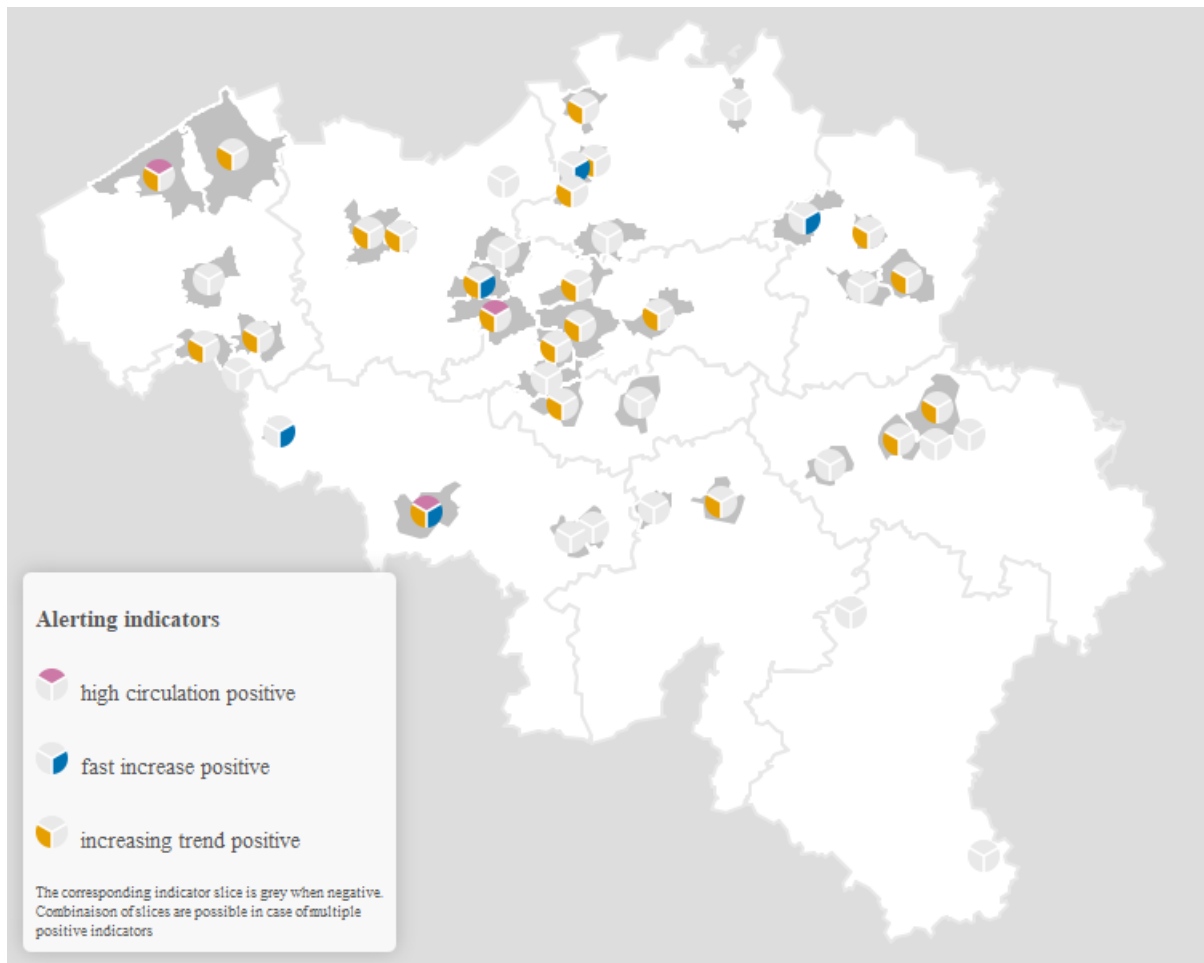 Alerting indicators
high circulation positive
fast increase positive
increasing trend positive
The corresponding indicator slice is grey when negative.
Combinaison of slices are possible in case of multiple
positive indicators